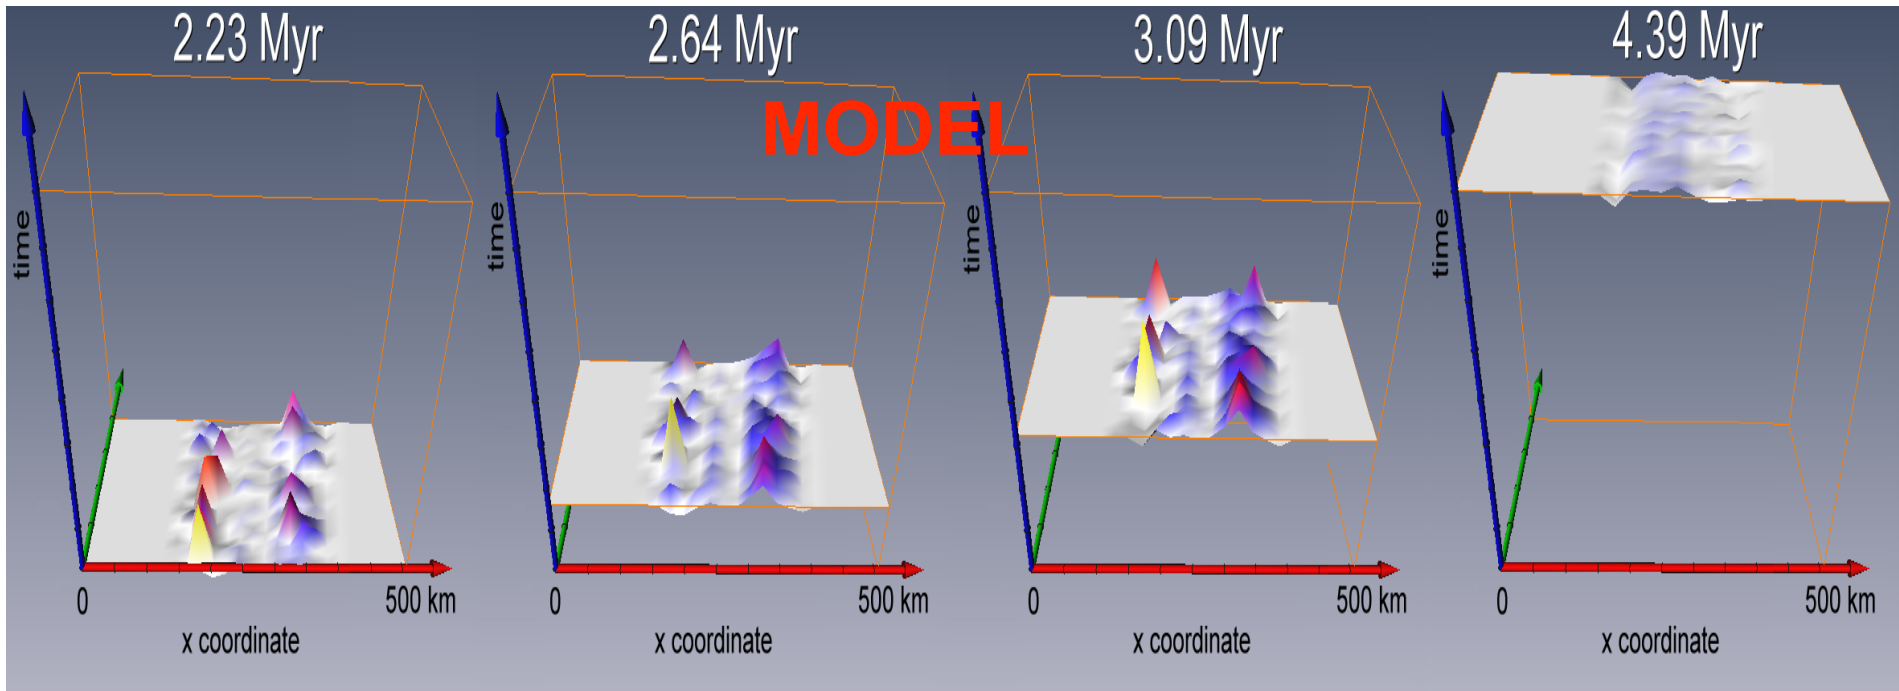 2.23 Myr
2.64 Myr
3.09 Myr
4.39 Myr
MODEL
time
time
time
time
0
500 km
0
500 km
0
500 km
0
500 km
x coordinate
x coordinate
x coordinate
x coordinate